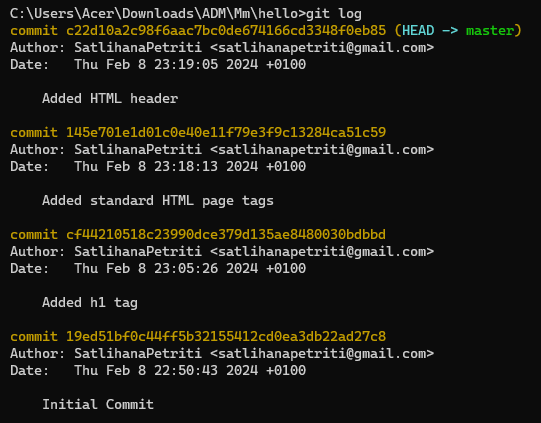 C:\Users\Acer\Downloads\ADM\Mm\hello>git log
commit c22d10a2c98f6aac7bc0de674166cd3348f0eb85 (HEAD -> master)
Author: SatlihanaPetriti <satlihanapetriti@gmail.com>
Date:   Thu Feb 8 23:19:05 2024 +0100
    Added HTML header
commit 145e701e1d01c0e40e11f79e3f9c13284ca51c59
Author: SatlihanaPetriti <satlihanapetriti@gmail.com>
Date:   Thu Feb 8 23:18:13 2024 +0100
    Added standard HTML page tags
commit cf44210518c23990dce379d135ae8480030bdbbd
Author: SatlihanaPetriti <satlihanapetriti@gmail.com>
Date:   Thu Feb 8 23:05:26 2024 +0100
    Added h1 tag
commit 19ed51bf0c44ff5b32155412cd0ea3db22ad27c8
Author: SatlihanaPetriti <satlihanapetriti@gmail.com>
Date:   Thu Feb 8 22:50:43 2024 +0100
    Initial Commit